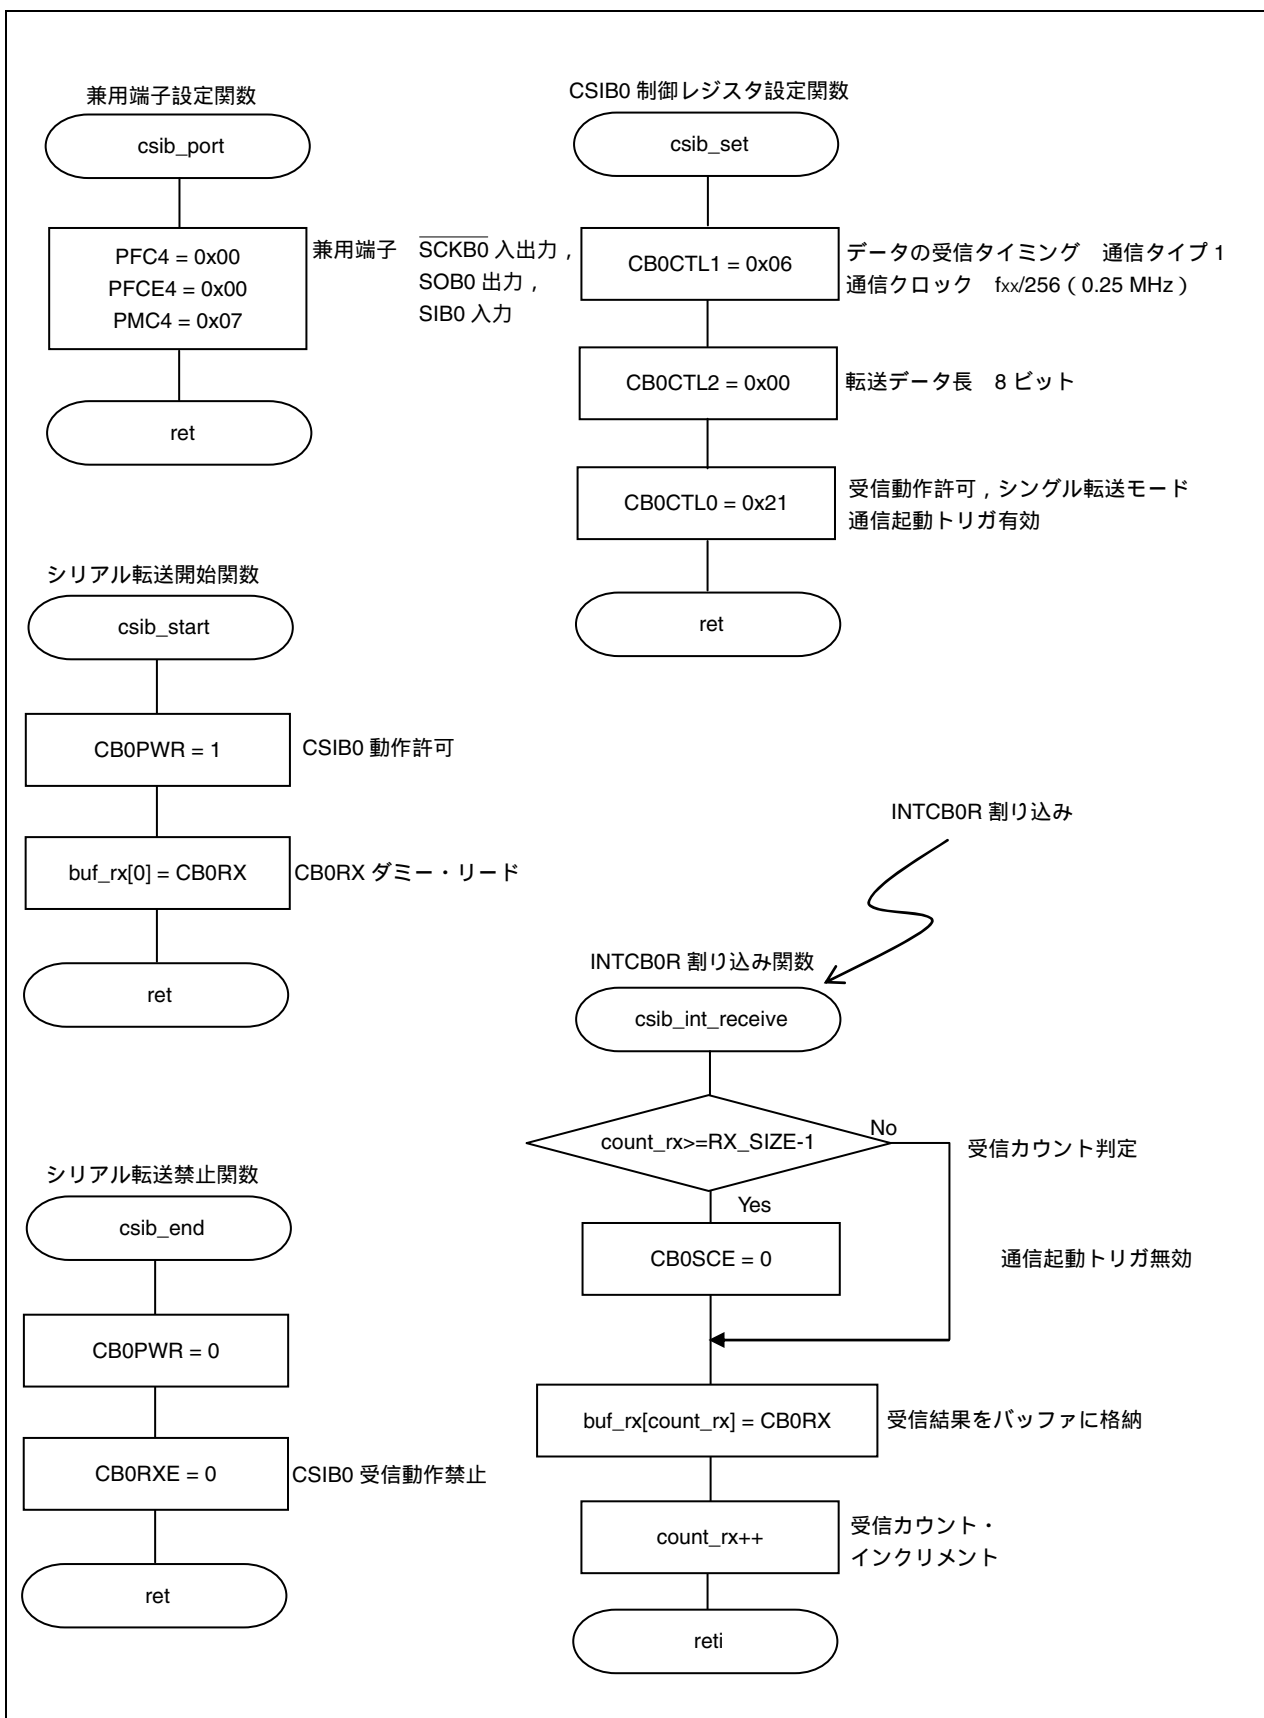 兼用端子設定関数
csib_port
PFC4 = 0x00
PFCE4 = 0x00
PMC4 = 0x07
兼用端子　SCKB0 入出力,
SOB0 出力,
SIB0 入力
ret
CSIB0 制御レジスタ設定関数
csib_set
CB0CTL1 = 0x06
データの受信タイミング　通信タイプ 1
通信クロック　fxx/256 ( 0.25 MHz )
CB0CTL2 = 0x00
転送データ長　8 ビット
CB0CTL0 = 0x21
受信動作許可,シングル転送モード
通信起動トリガ有効
ret
シリアル転送開始関数
csib_start
CB0PWR = 1
CSIB0 動作許可
buf_rx[0] = CB0RX
CB0RX ダミー・リード
ret
シリアル転送禁止関数
csib_end
CB0PWR = 0
CB0RXE = 0
CSIB0 受信動作禁止
ret
INTCB0R 割り込み
INTCB0R 割り込み関数
csib_int_receive
count_rx>=RX_SIZE-1
No
受信カウント判定
Yes
CB0SCE = 0
通信起動トリガ無効
buf_rx[count_rx] = CB0RX
受信結果をバッファに格納
count_rx++
受信カウント・
インクリメント
reti